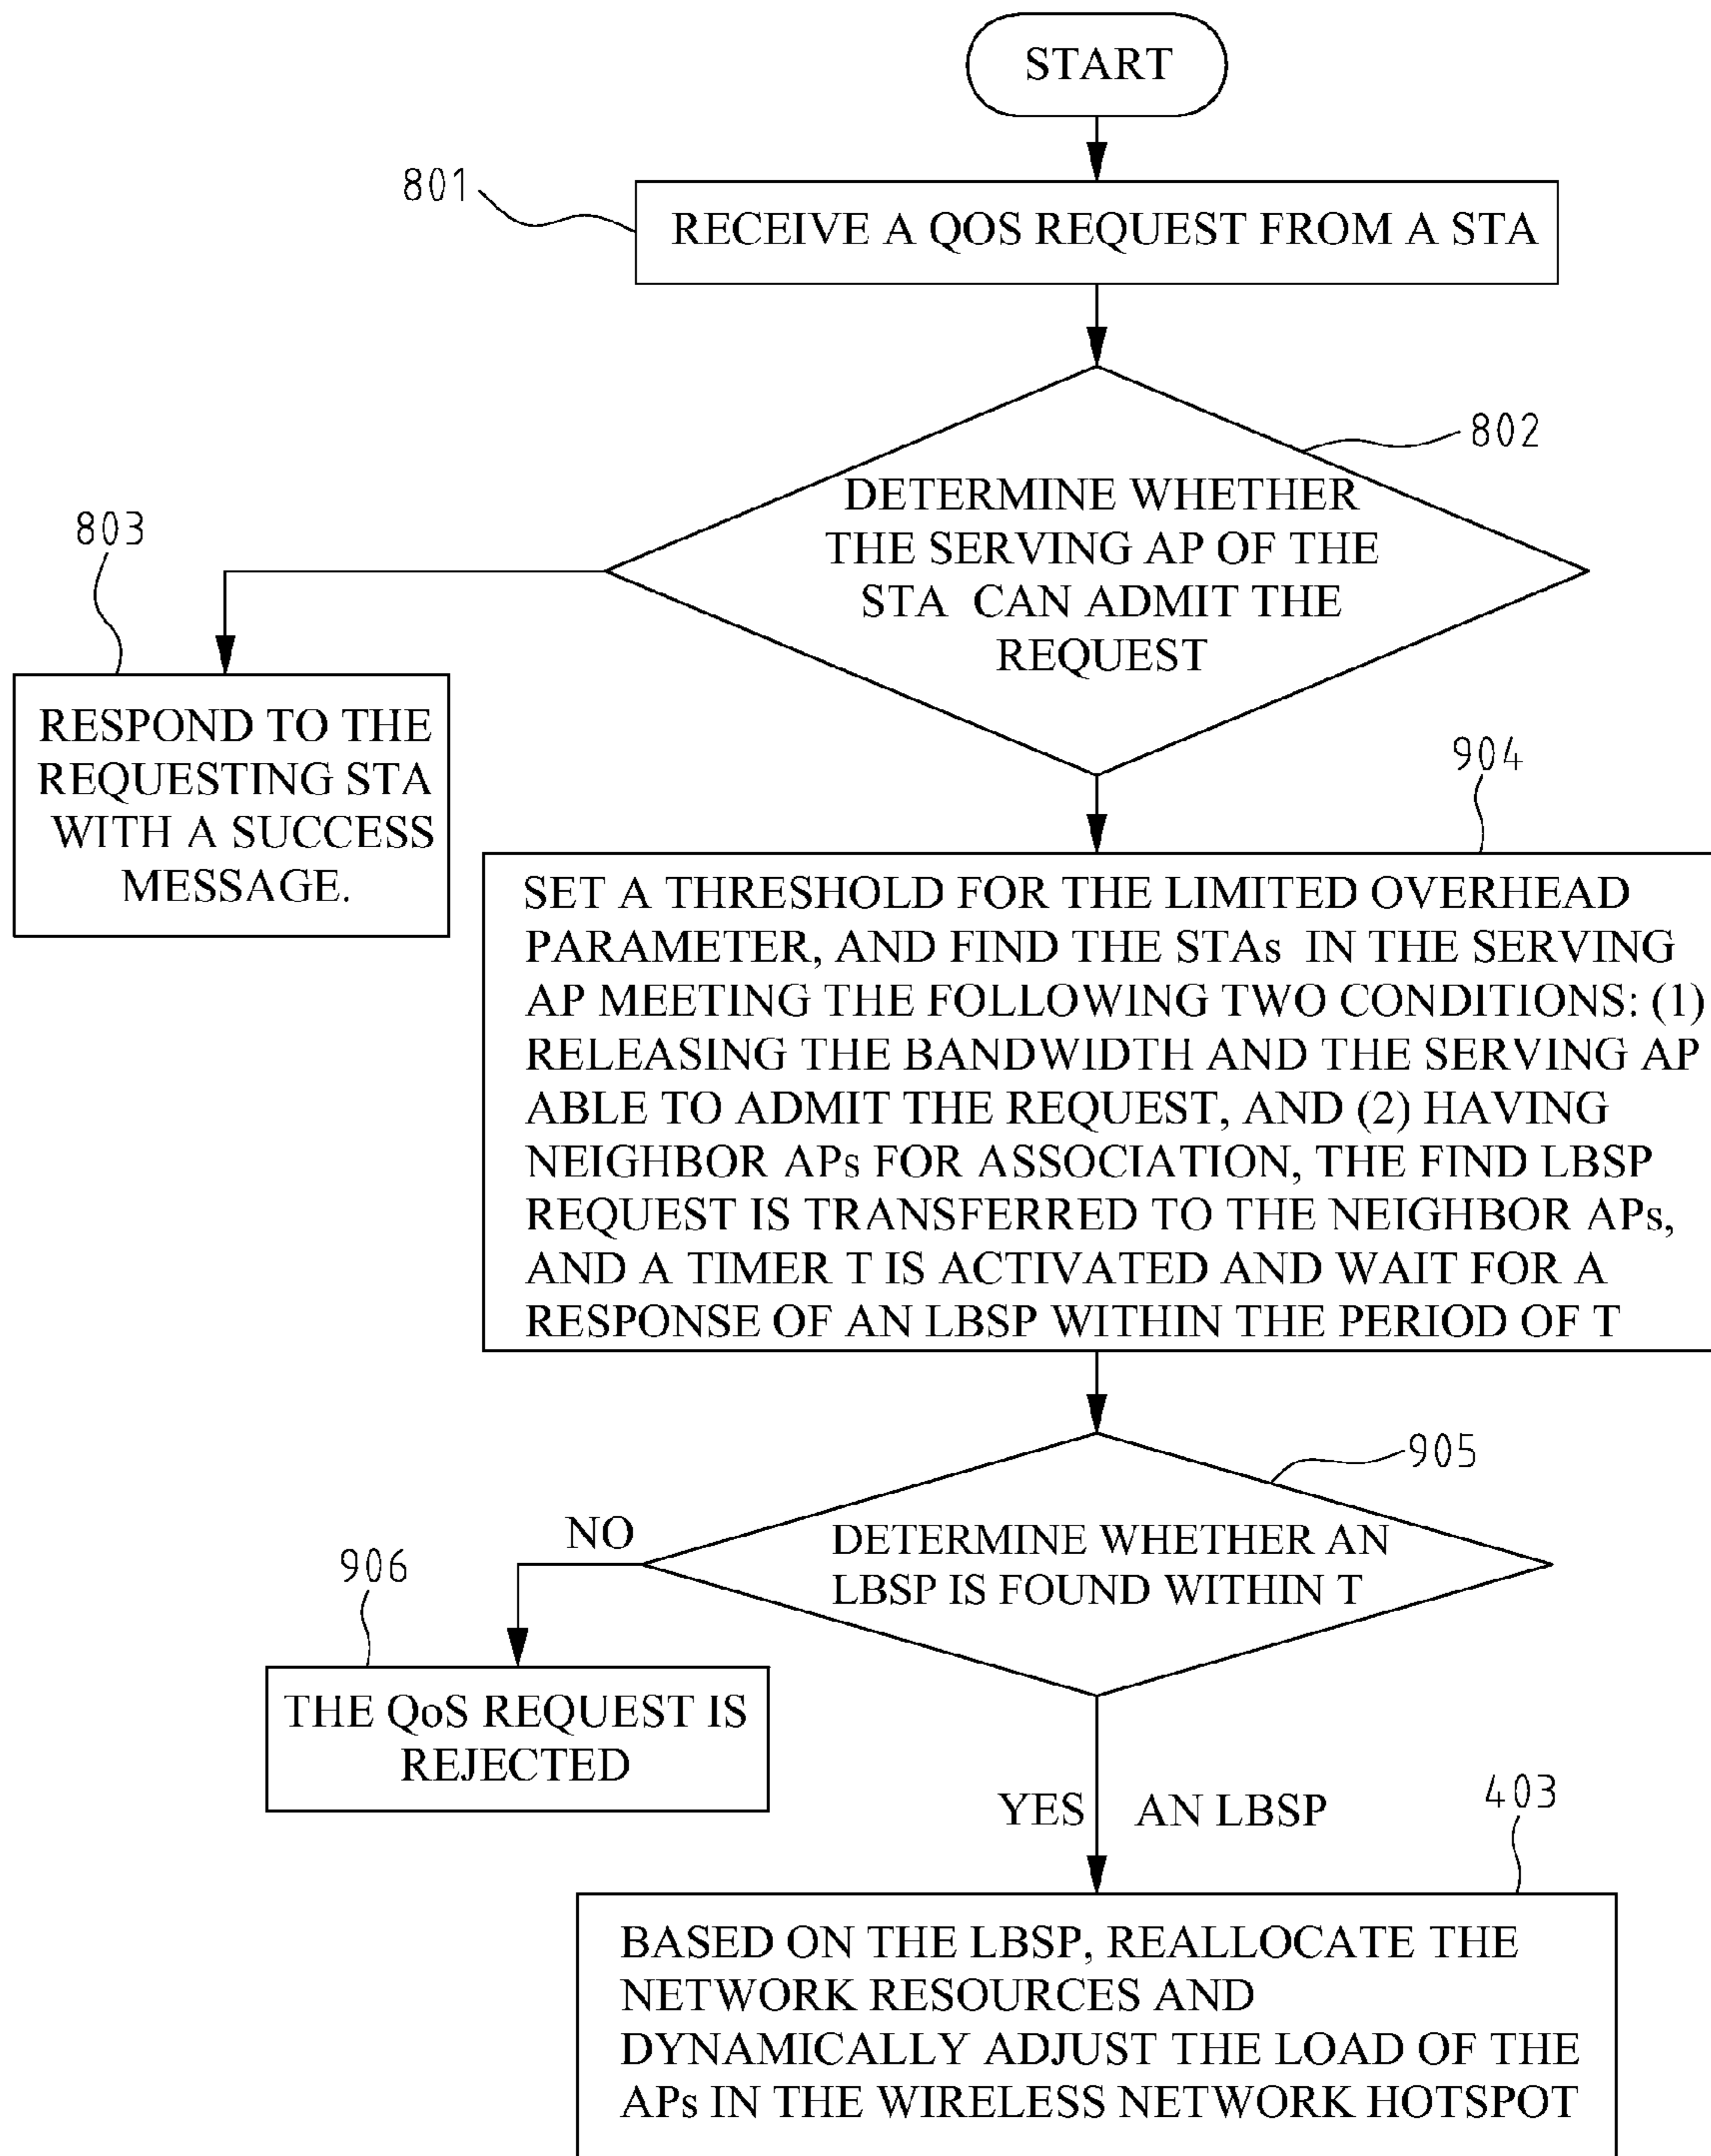 START
801
RECEIVE A QOS REQUEST FROM A STA
802
DETERMINE WHETHER
THE SERVING AP OF THE
STA CAN ADMIT THE
REQUEST
803
RESPOND TO THE
REQUESTING STA
WITH A SUCCESS
MESSAGE.
904
SET A THRESHOLD FOR THE LIMITED OVERHEAD
PARAMETER, AND FIND THE STAs IN THE SERVING
AP MEETING THE FOLLOWING TWO CONDITIONS: (1)
RELEASING THE BANDWIDTH AND THE SERVING AP
ABLE TO ADMIT THE REQUEST, AND (2) HAVING
NEIGHBOR APs FOR ASSOCIATION, THE FIND LBSP
REQUEST IS TRANSFERRED TO THE NEIGHBOR APs,
AND A TIMER T IS ACTIVATED AND WAIT FOR A
RESPONSE OF AN LBSP WITHIN THE PERIOD OF T
905
DETERMINE WHETHER AN
LBSP IS FOUND WITHIN T
NO
906
THE QoS REQUEST IS
REJECTED
YES AN LBSP
403
BASED ON THE LBSP, REALLOCATE THE
NETWORK RESOURCES AND
DYNAMICALLY ADJUST THE LOAD OF THE
APs IN THE WIRELESS NETWORK HOTSPOT